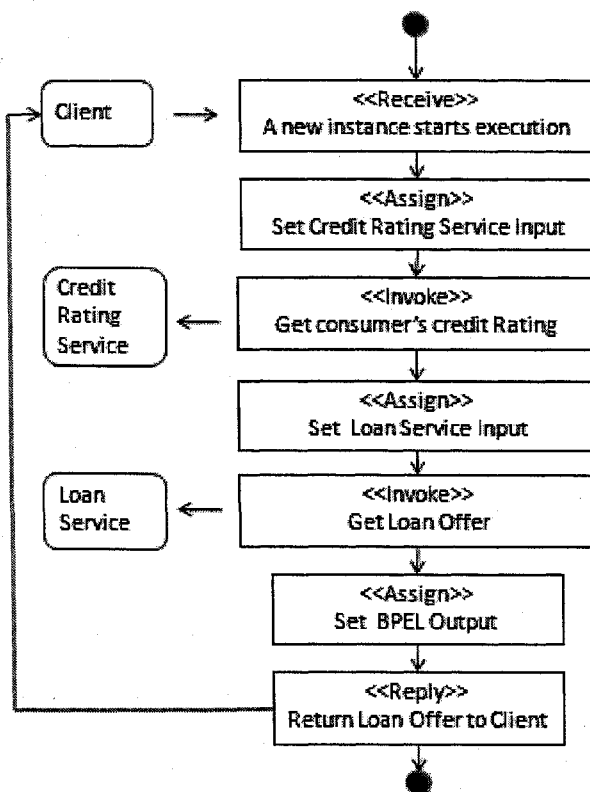 Client
<<Receive>>
A new instance starts execution
<<Assign>>
Set Credit Rating Service Input
Credit
Rating
Service
<<Invoke>>
Get consumer's credit Rating
<<Assign>>
Set Loan Service Input
Loan
Service
<<Invoke>>
Get Loan Offer
<<Assign>>
Set BPEL Output
<<Reply>>
Return Loan Offer to Client